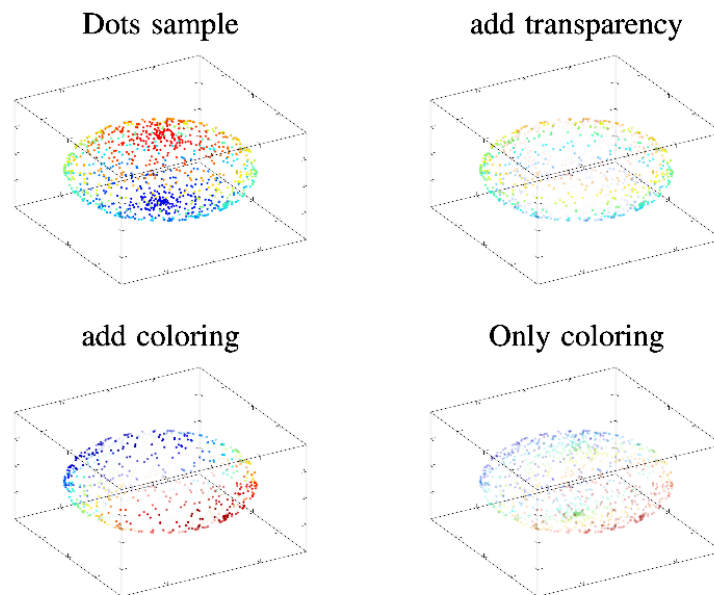 Dots sample
add transparency
add coloring
Only coloring